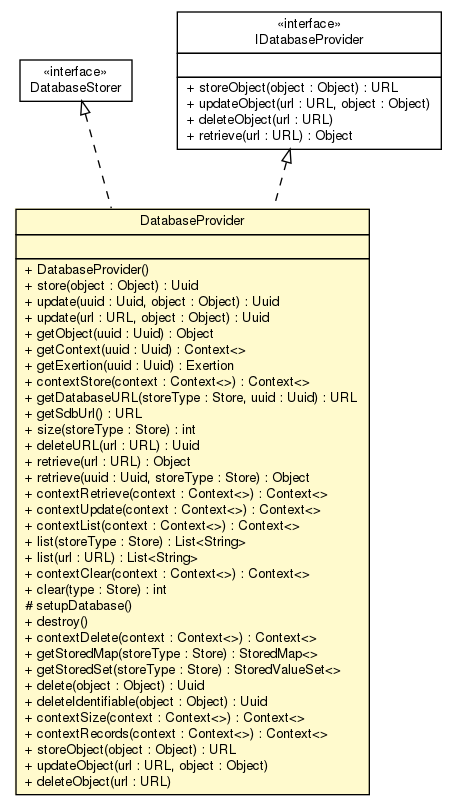 «interface»
DatabaseStorer
«interface»
IDatabaseProvider
+ storeObject(object : Object) : URL
+ updateObject(url : URL, object : Object)
+ deleteObject(url : URL)
+ retrieve(url : URL) : Object
DatabaseProvider
+ DatabaseProvider()
+ store(object : Object) : Uuid
+ update(uuid : Uuid, object : Object) : Uuid
+ update(url : URL, object : Object) : Uuid
+ getObject(uuid : Uuid) : Object
+ getContext(uuid : Uuid) : Context<>
+ getExertion(uuid : Uuid) : Exertion
+ contextStore(context : Context<>) : Context<>
+ getDatabaseURL(storeType : Store, uuid : Uuid) : URL
+ getSdbUrl() : URL
+ size(storeType : Store) : int
+ deleteURL(url : URL) : Uuid
+ retrieve(url : URL) : Object
+ retrieve(uuid : Uuid, storeType : Store) : Object
+ contextRetrieve(context : Context<>) : Context<>
+ contextUpdate(context : Context<>) : Context<>
+ contextList(context : Context<>) : Context<>
+ list(storeType : Store) : List<String>
+ list(url : URL) : List<String>
+ contextClear(context : Context<>) : Context<>
+ clear(type : Store) : int
# setupDatabase()
+ destroy()
+ contextDelete(context : Context<>) : Context<>
+ getStoredMap(storeType : Store) : StoredMap<>
+ getStoredSet(storeType : Store) : StoredValueSet<>
+ delete(object : Object) : Uuid
+ deleteIdentifiable(object : Object) : Uuid
+ contextSize(context : Context<>) : Context<>
+ contextRecords(context : Context<>) : Context<>
+ storeObject(object : Object) : URL
+ updateObject(url : URL, object : Object)
+ deleteObject(url : URL)